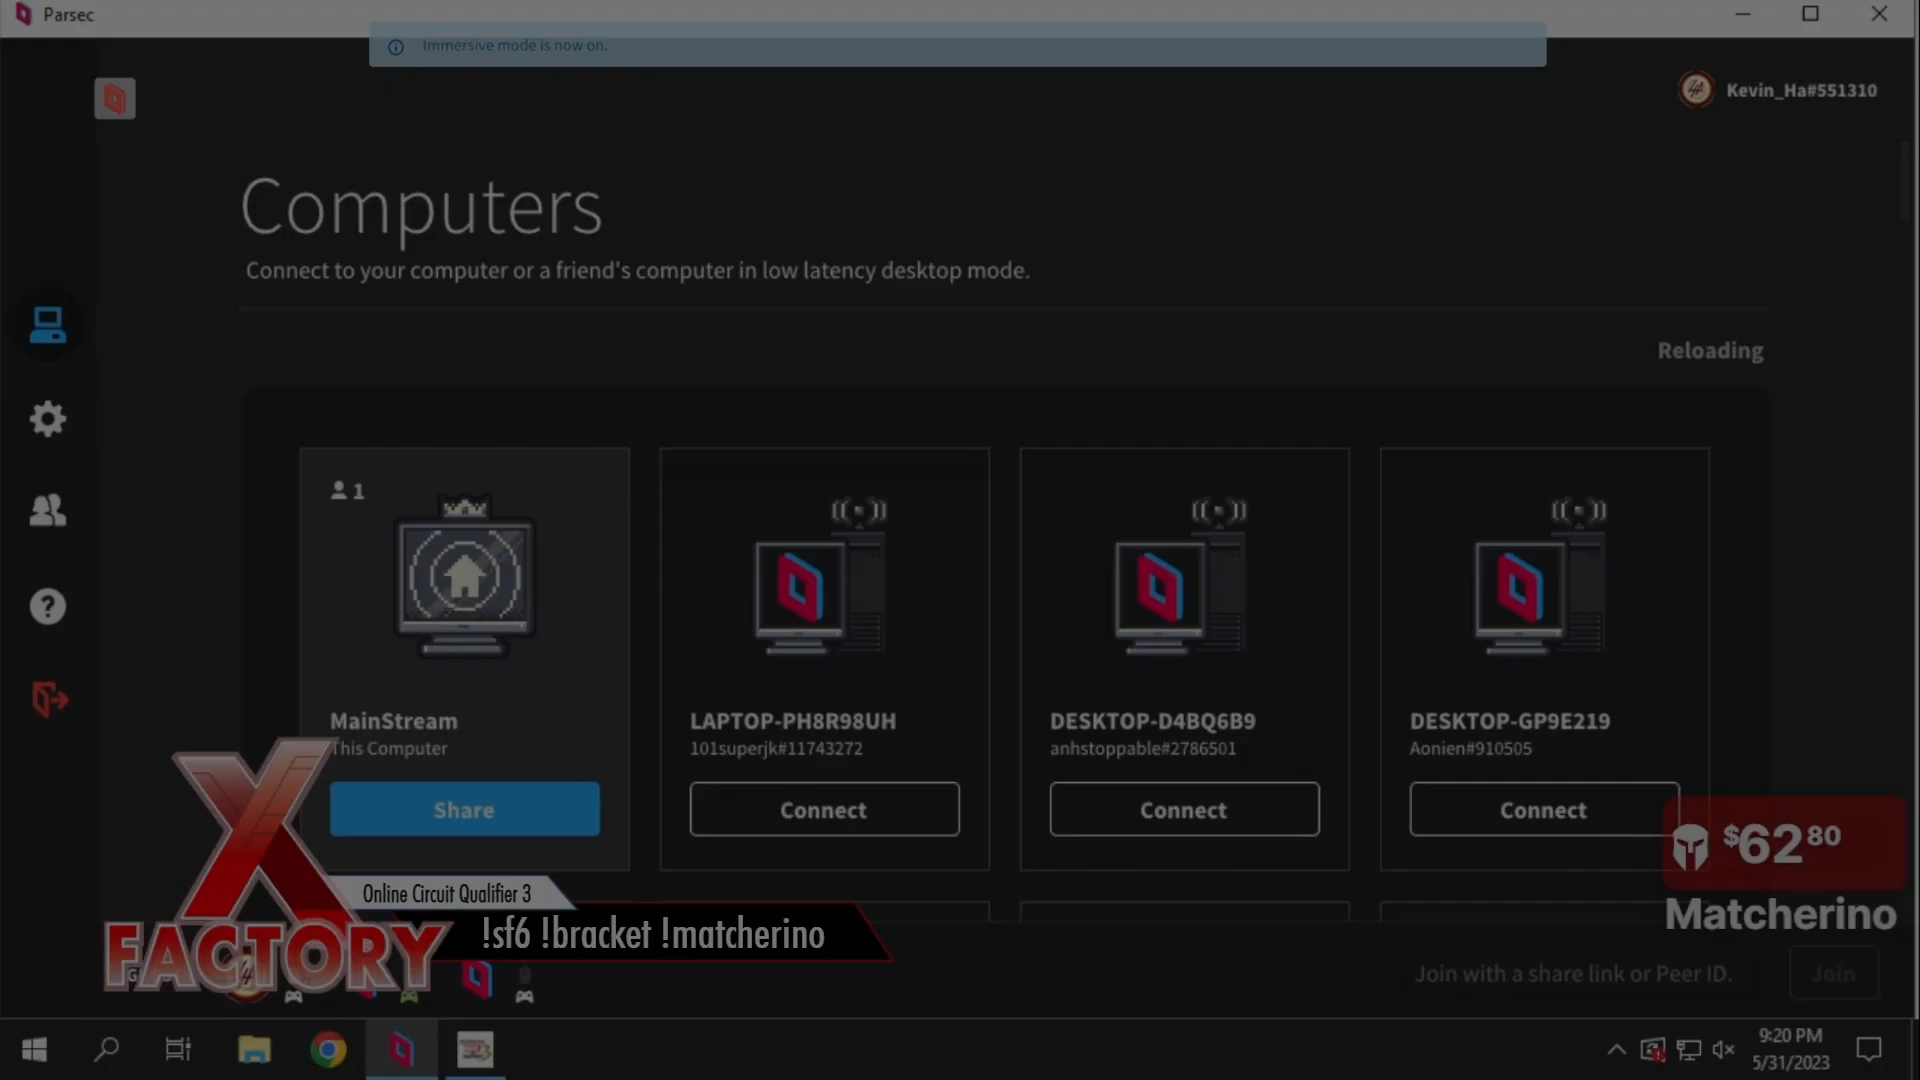 Parsec
Immersive mode is now on.
Kevin_Ha#551310
Computers
Connect to your computer or a friend's computer in low latency desktop mode.
Reloading
1
MainStream
This Computer
Share
LAPTOP-PH8R98UH
101superjk#11743272
Connect
DESKTOP-D4BQ6B9
anhstoppable#2786501
Connect
DESKTOP-GP9E219
Aonien#910505
Connect
$62 80
Matcherino
X
FACTORY
Online Circuit Qualifier 3
!sf6 !bracket !matcherino
Join with a share link or Peer ID.
Join
9:20 PM
5/31/2023